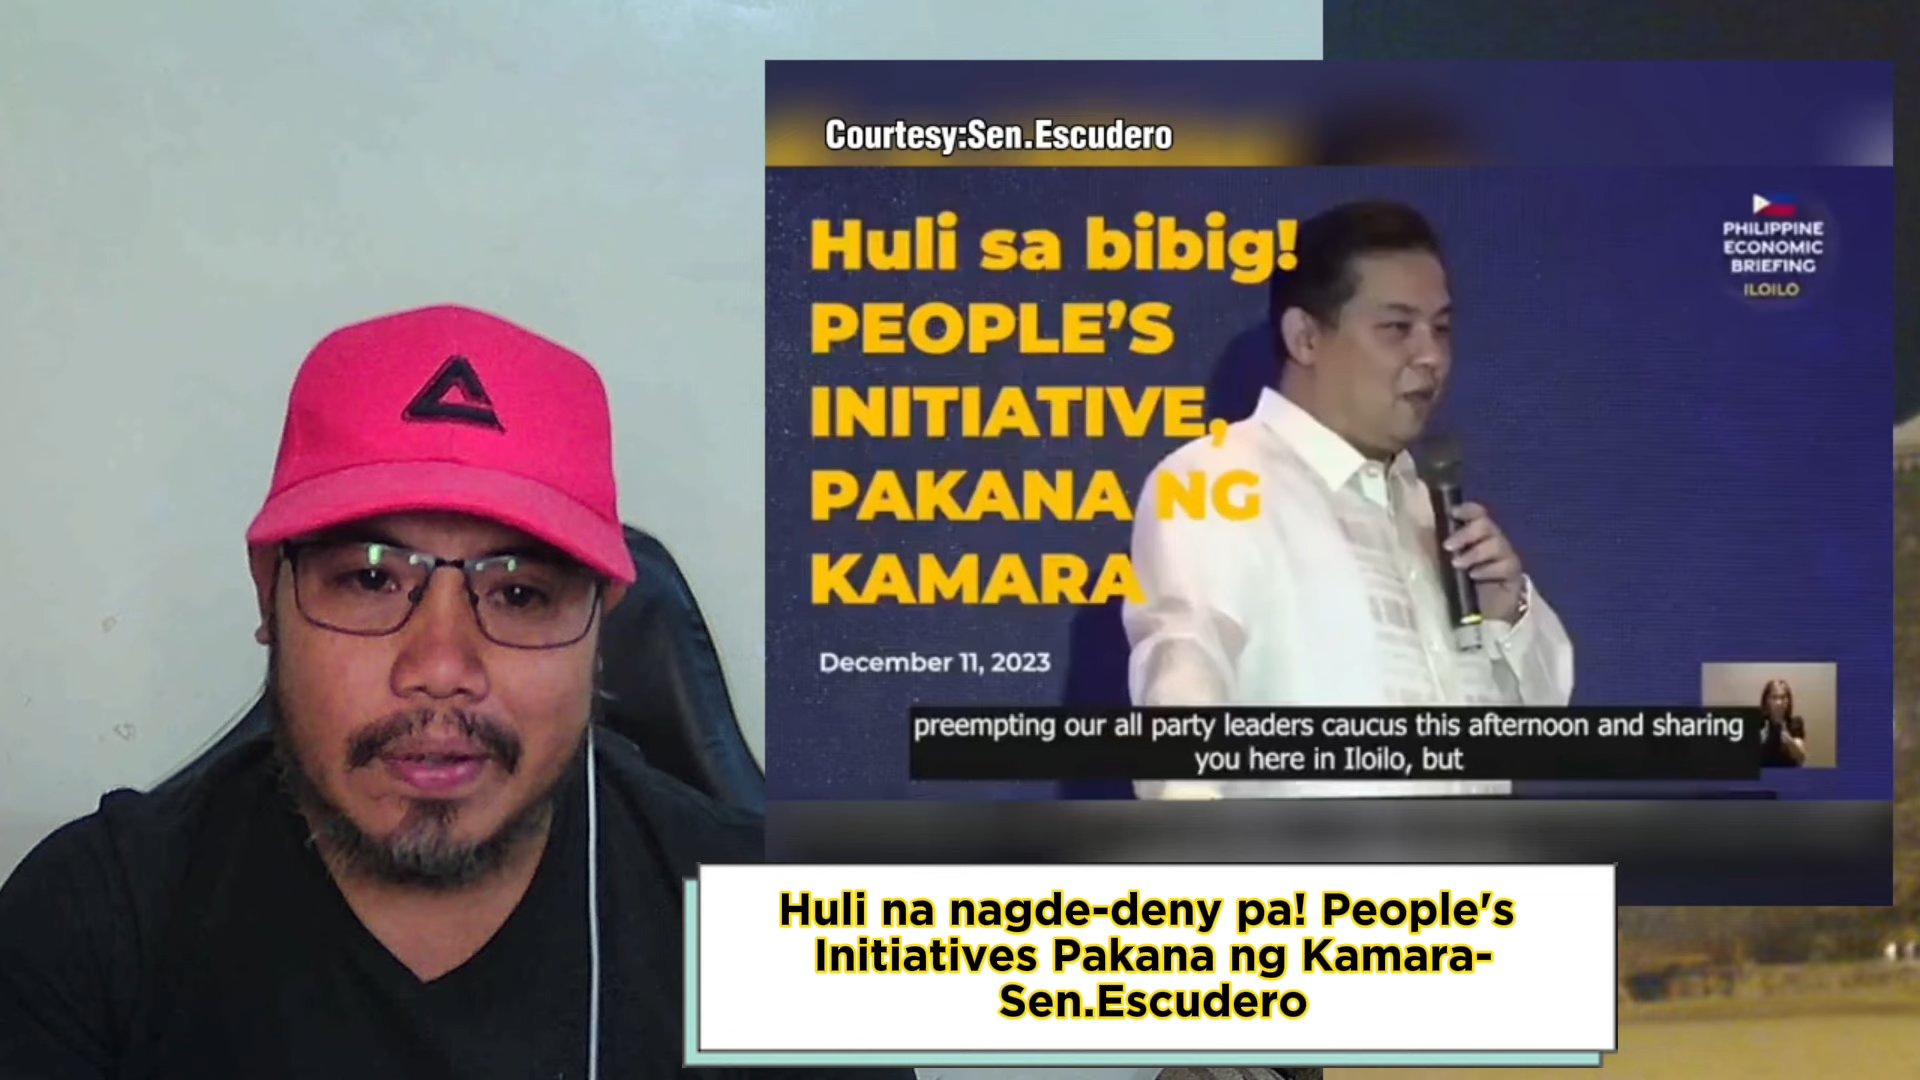 Courtesy:Sen.Escudero
Huli sa bibig!
PEOPLE'S
INITIATIVE,
PAKANA NG
KAMARA
December 11, 2023
PHILIPPINE
ECONOMIC
BRIEFING
ILOILO
preempting our all party leaders caucus this afternoon and sharing
you here in Iloilo, but
Huli na nagde-deny pa! People's
Initiatives Pakana ng Kamara-
Sen.Escudero